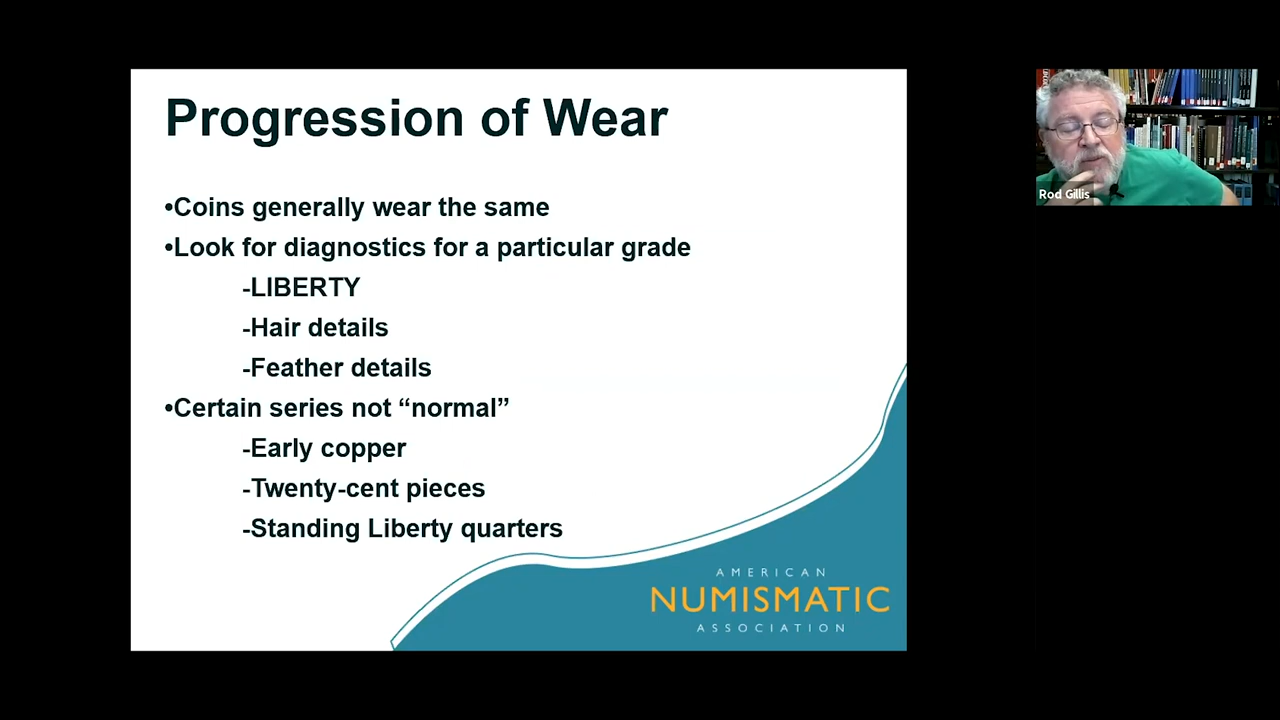 Progression of Wear
•Coins generally wear the same
•Look for diagnostics for a particular grade
-LIBERTY
-Hair details
-Feather details
•Certain series not “normal”
-Early copper
-Twenty-cent pieces
-Standing Liberty quarters
AMERICAN
NUMISMATIC
ASSOCIATION
Rod Gillis